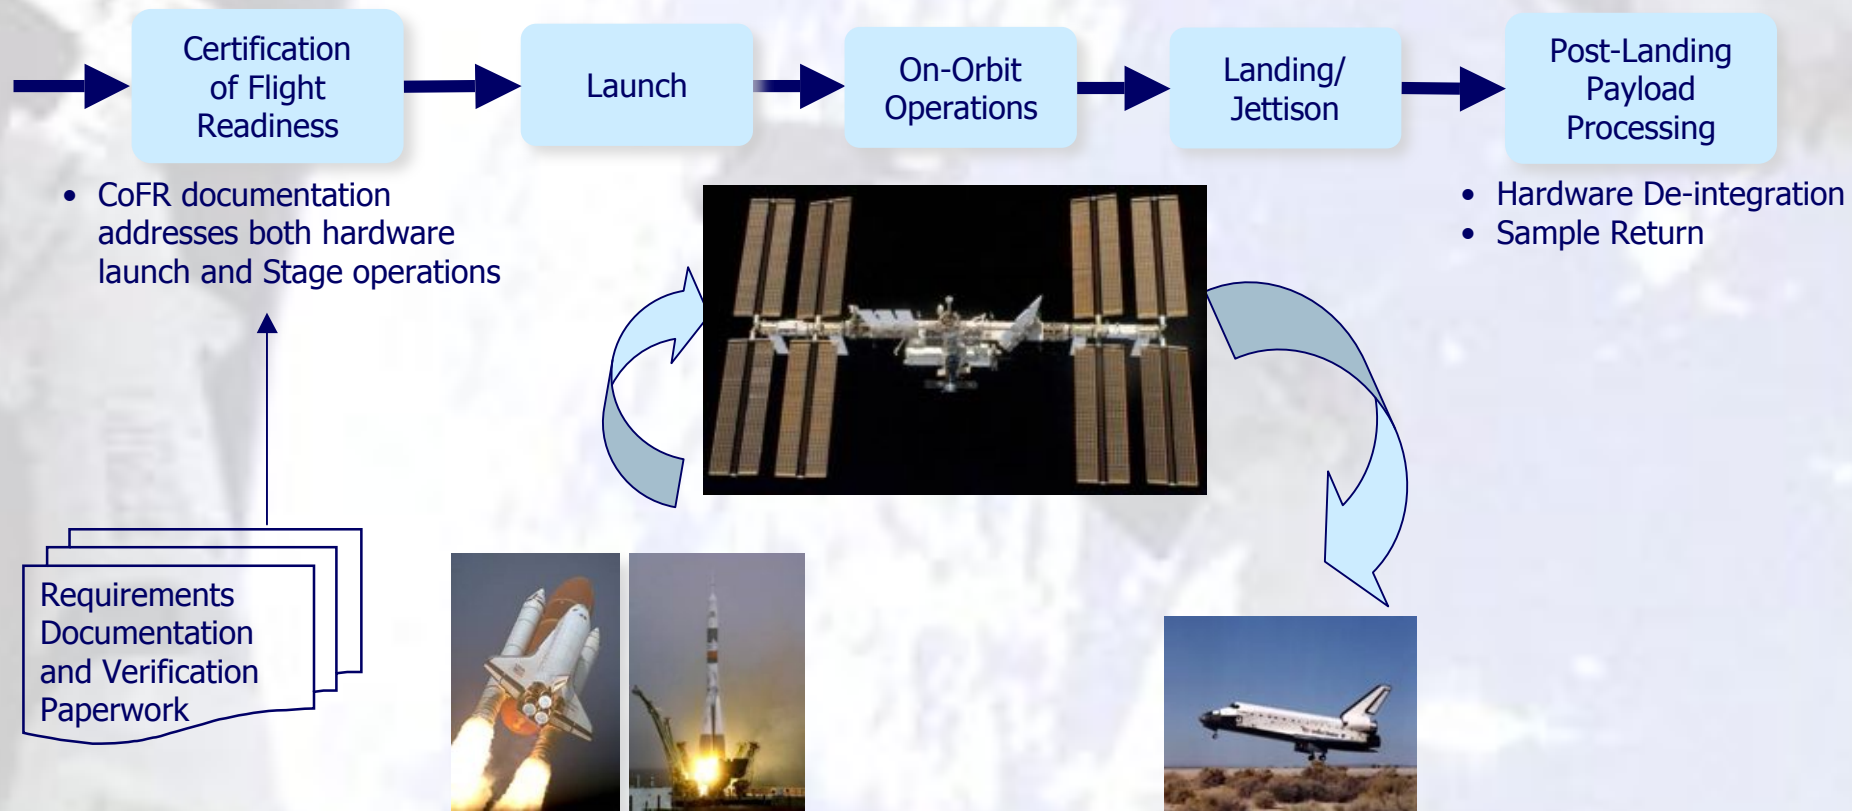 Certification
of Flight
Readiness
Launch
On-Orbit
Operations
Landing/
Jettison
Post-Landing
Payload
Processing
• CoFR documentation
addresses both hardware
launch and Stage operations
• Hardware De-integration
• Sample Return
Requirements
Documentation
and Verification
Paperwork